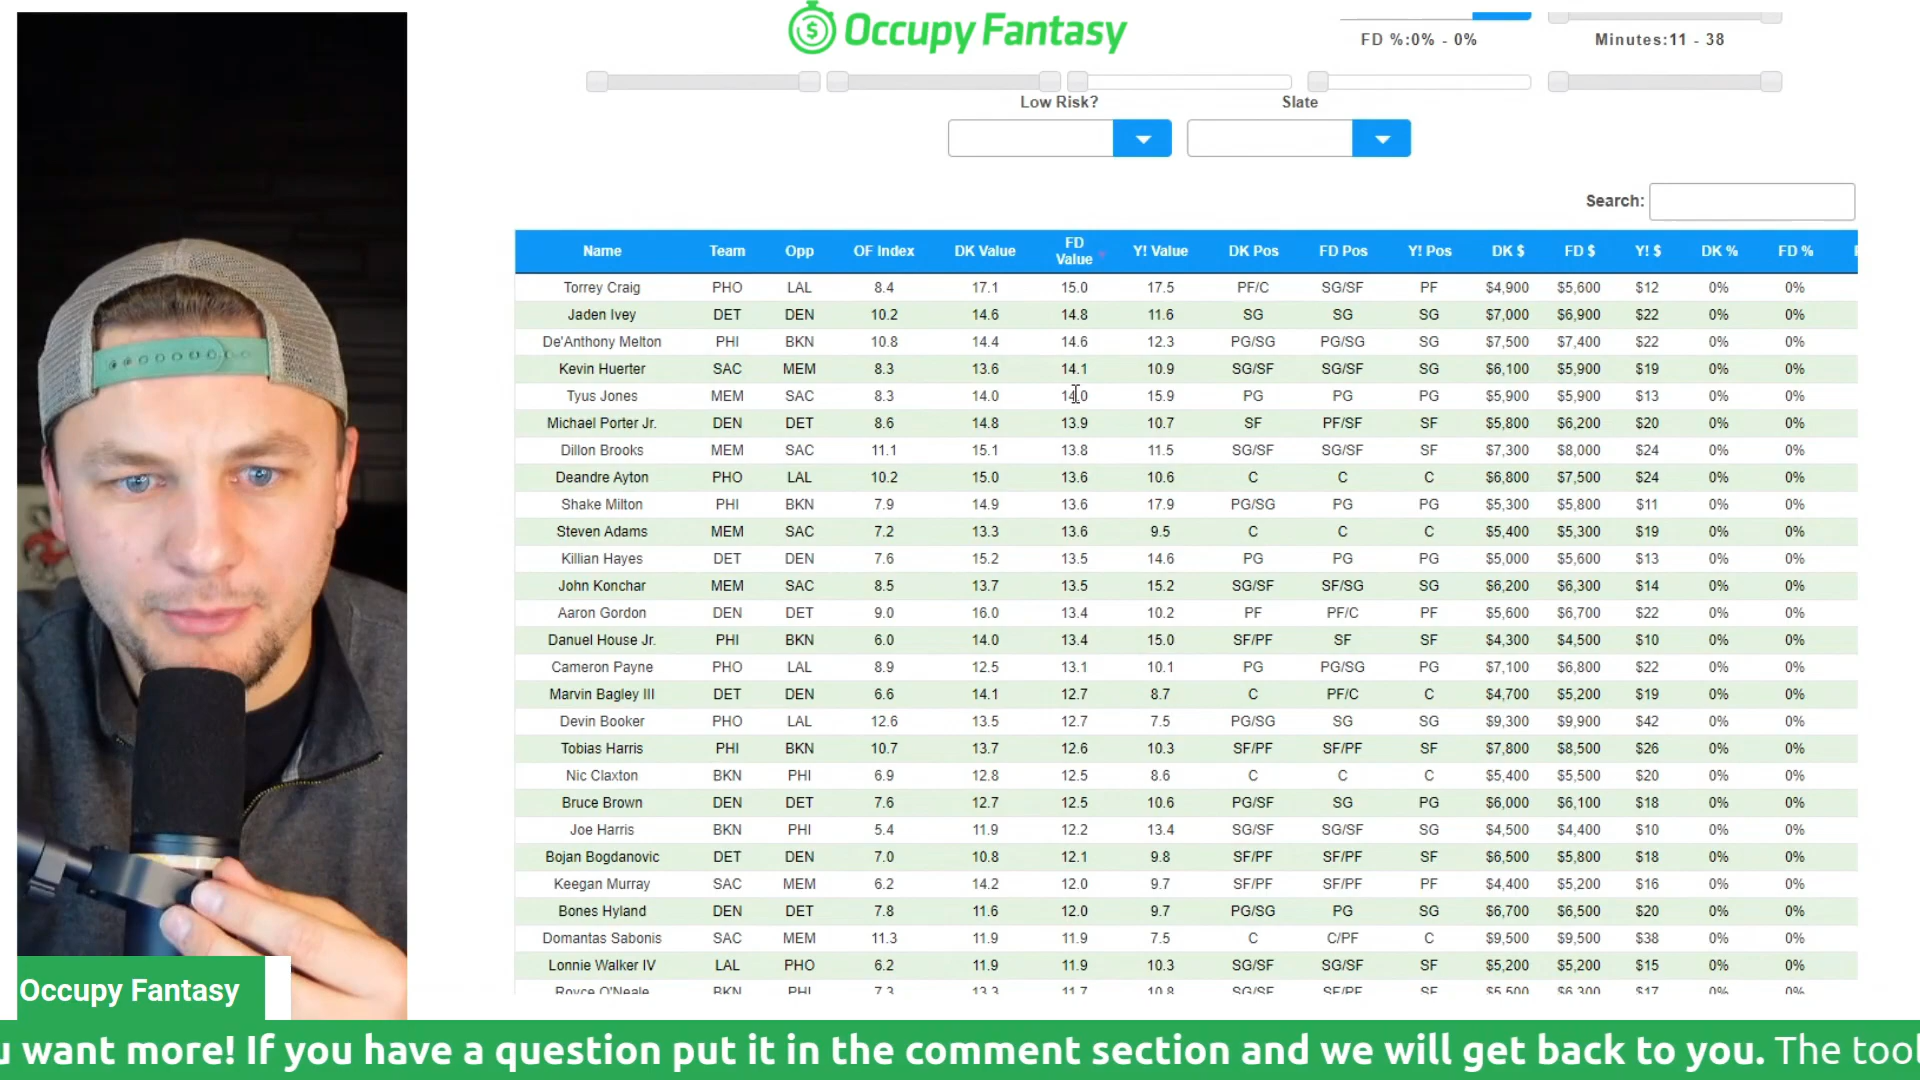 Occupy Fantasy
FD %:0% - 0%
Minutes:11 - 38
Low Risk?
Slate
Search:
Name Team Opp OF Index DK Value FD Value Y! Value DK Pos FD Pos Y! Pos DK $ FD $ Y! $ DK % FD %
Torrey Craig PHO LAL 8.4 17.1 15.0 17.5 PF/C SG/SF PF $4,900 $5,600 $12 0% 0%
Jaden Ivey DET DEN 10.2 14.6 14.8 11.6 SG SG SG $7,000 $6,900 $22 0% 0%
De'Anthony Melton PHI BKN 10.8 14.4 14.6 12.3 PG/SG PG/SG SG $7,500 $7,400 $22 0% 0%
Kevin Huerter SAC MEM 8.3 13.6 14.1 10.9 SG/SF SG/SF SG $6,100 $5,900 $19 0% 0%
Tyus Jones MEM SAC 8.3 14.0 14.0 15.9 PG PG PG $5,900 $5,900 $13 0% 0%
Michael Porter Jr. DEN DET 8.6 14.8 13.9 10.7 SF PF/SF SF $5,800 $6,200 $20 0% 0%
Dillon Brooks MEM SAC 11.1 15.1 13.8 11.5 SG/SF SG/SF SF $7,300 $8,000 $24 0% 0%
Deandre Ayton PHO LAL 10.2 15.0 13.6 10.6 C C C $6,800 $7,500 $24 0% 0%
Shake Milton PHI BKN 7.9 14.9 13.6 17.9 PG/SG PG PG $5,300 $5,800 $11 0% 0%
Steven Adams MEM SAC 7.2 13.3 13.6 9.5 C C C $5,400 $5,300 $19 0% 0%
Killian Hayes DET DEN 7.6 15.2 13.5 14.6 PG PG PG $5,000 $5,600 $13 0% 0%
John Konchar MEM SAC 8.5 13.7 13.5 15.2 SG/SF SF/SG SG $6,200 $6,300 $14 0% 0%
Aaron Gordon DEN DET 9.0 16.0 13.4 10.2 PF PF/C PF $5,600 $6,700 $22 0% 0%
Danuel House Jr. PHI BKN 6.0 14.0 13.4 15.0 SF/PF SF SF $4,300 $4,500 $10 0% 0%
Cameron Payne PHO LAL 8.9 12.5 13.1 10.1 PG PG/SG PG $7,100 $6,800 $22 0% 0%
Marvin Bagley III DET DEN 6.6 14.1 12.7 8.7 C PF/C C $4,700 $5,200 $19 0% 0%
Devin Booker PHO LAL 12.6 13.5 12.7 7.5 PG/SG SG SG $9,300 $9,900 $42 0% 0%
Tobias Harris PHI BKN 10.7 13.7 12.6 10.3 SF/PF SF/PF SF $7,800 $8,500 $26 0% 0%
Nic Claxton BKN PHI 6.9 12.8 12.5 8.6 C C C $5,400 $5,500 $20 0% 0%
Bruce Brown DEN DET 7.6 12.7 12.5 10.6 PG/SF SG PG $6,000 $6,100 $18 0% 0%
Joe Harris BKN PHI 5.4 11.9 12.2 13.4 SG/SF SG/SF SG $4,500 $4,400 $10 0% 0%
Bojan Bogdanovic DET DEN 7.0 10.8 12.1 9.8 SF/PF SF/PF SF $6,500 $5,800 $18 0% 0%
Keegan Murray SAC MEM 6.2 14.2 12.0 9.7 SF/PF SF/PF PF $4,400 $5,200 $16 0% 0%
Bones Hyland DEN DET 7.8 11.6 12.0 9.7 PG/SG PG SG $6,700 $6,500 $20 0% 0%
Domantas Sabonis SAC MEM 11.3 11.9 11.9 7.5 C C/PF C $9,500 $9,500 $38 0% 0%
Lonnie Walker IV LAL PHO 6.2 11.9 11.9 10.3 SG/SF SG/SF SF $5,200 $5,200 $15 0% 0%
Royce O'Neale BKN PHI 7.3 13.3 11.7 10.8 SG/SF SF/PF SF $5,500 $6,300 $17 0% 0%
Occupy Fantasy
u want more! If you have a question put it in the comment section and we will get back to you. The tool